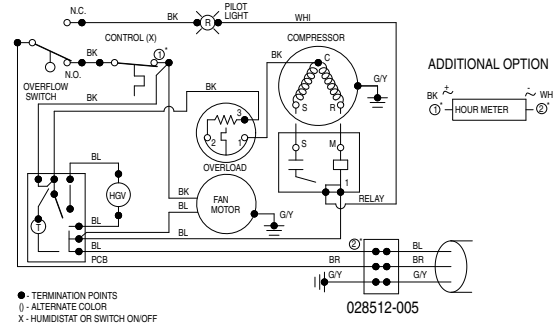 N.C.
BK
R
PILOT
LIGHT
WHI
CONTROL (X)
COMPRESSOR
BK
1*
N.O.
BK
C
G/Y
OVERFLOW
SWITCH
BK
BK
S
R
3
2
1
OVERLOAD
S
M
1
RELAY
BL
HGV
T
BK
BL
FAN
MOTOR
G/Y
BL
BL
BL
PCB
2*
BL
BR
BR
G/Y
G/Y
028512-005
ADDITIONAL OPTION
BK
+
~
1*
HOUR METER
-
~
WH
2*
● - TERMINATION POINTS
() - ALTERNATE COLOR
X - HUMIDISTAT OR SWITCH ON/OFF